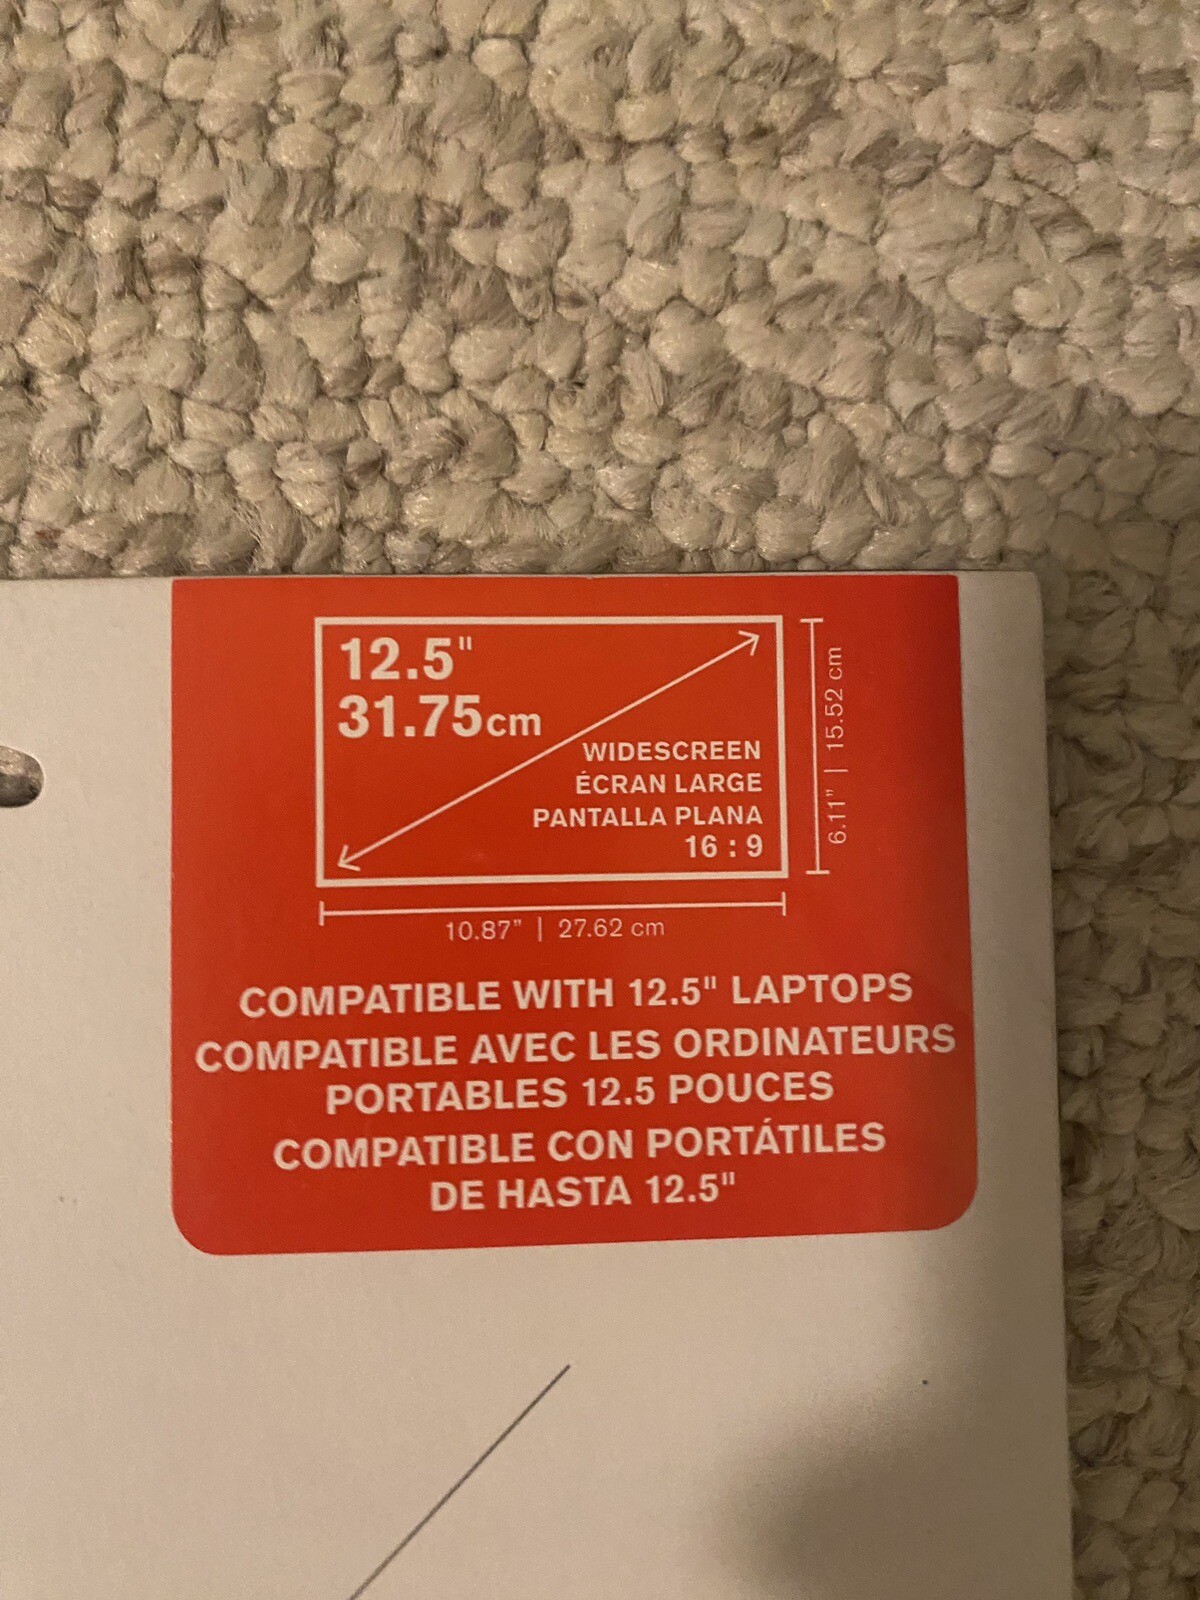 12.5"
31.75cm
WIDESCREEN
ÉCRAN LARGE
PANTALLA PLANA
16 : 9
6.11" | 15.52 cm
10.87" | 27.62 cm
COMPATIBLE WITH 12.5" LAPTOPS
COMPATIBLE AVEC LES ORDINATEURS
PORTABLES 12.5 POUCES
COMPATIBLE CON PORTÁTILES
DE HASTA 12.5"